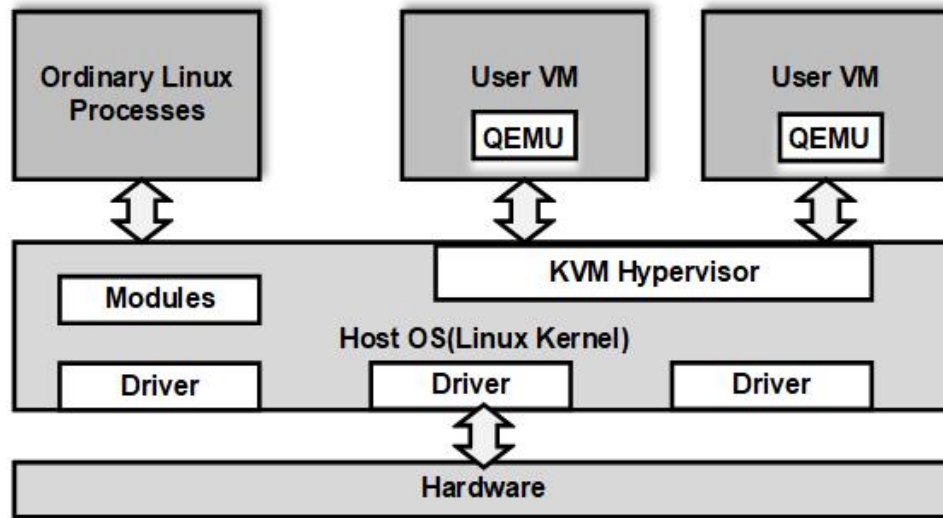 Ordinary Linux
Processes
User VM
QEMU
User VM
QEMU
KVM Hypervisor
Modules
Host OS(Linux Kernel)
Driver
Driver
Driver
Hardware